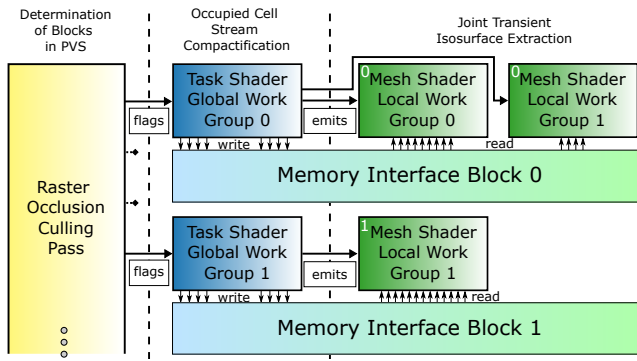 Determination
of Blocks
in PVS
Occupied Cell
Stream
Compactification
Joint Transient
Isosurface Extraction
Raster
Occlusion
Culling
Pass
flags
Task Shader
Global Work
Group 0
emits
0
Mesh Shader
Local Work
Group 0
0
Mesh Shader
Local Work
Group 1
write
read
Memory Interface Block 0
flags
Task Shader
Global Work
Group 1
emits
1
Mesh Shader
Local Work
Group 1
write
read
Memory Interface Block 1